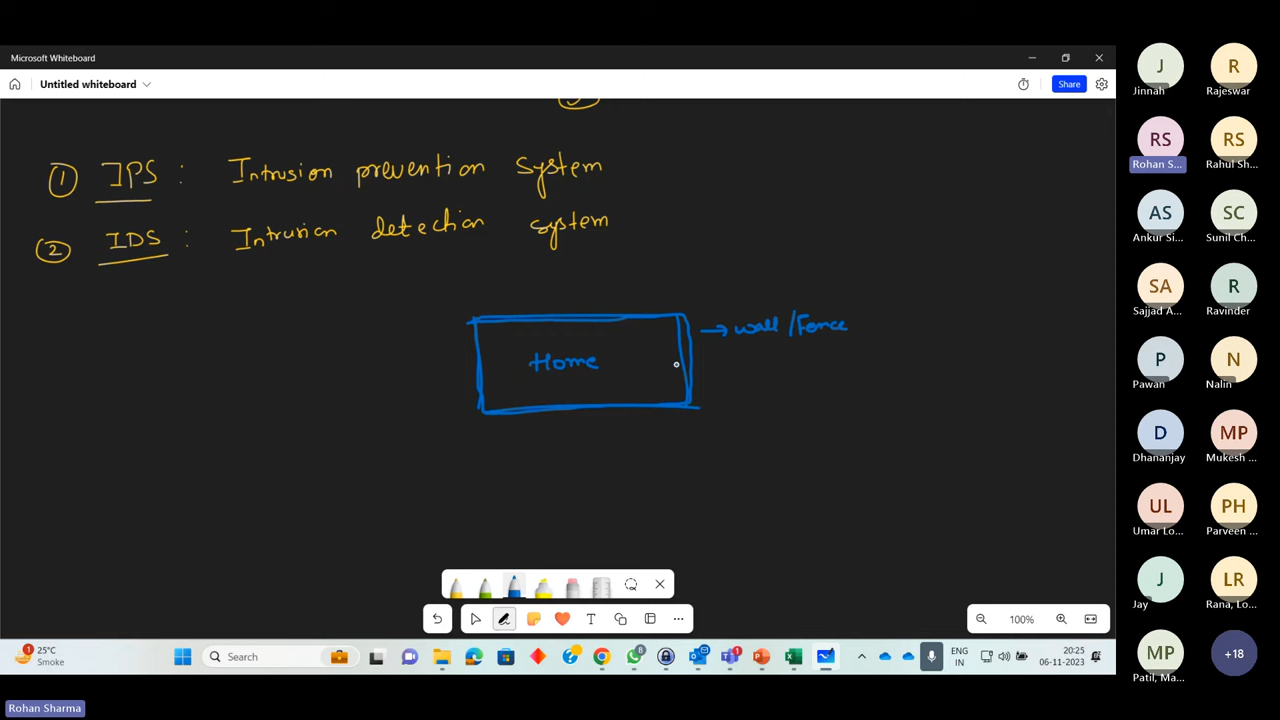 Microsoft Whiteboard
Untitled whiteboard
Share
1 IPS : Intrusion prevention system
2 IDS : Intrusion detection system
→ wall / Fence
Home
100%
1
25°C
Smoke
Search
8
1
ENG
IN
20:25
06-11-2023
J
Jinnah
R
Rajeswar
RS
Rohan S...
RS
Rahul Sh...
AS
Ankur Si...
SC
Sunil Ch...
SA
Sajjad A...
R
Ravinder
P
Pawan
N
Nalin
D
Dhananjay
MP
Mukesh ...
UL
Umar Lo...
PH
Parveen ...
J
Jay
LR
Rana, Lo...
MP
Patil, Ma...
+18
Rohan Sharma